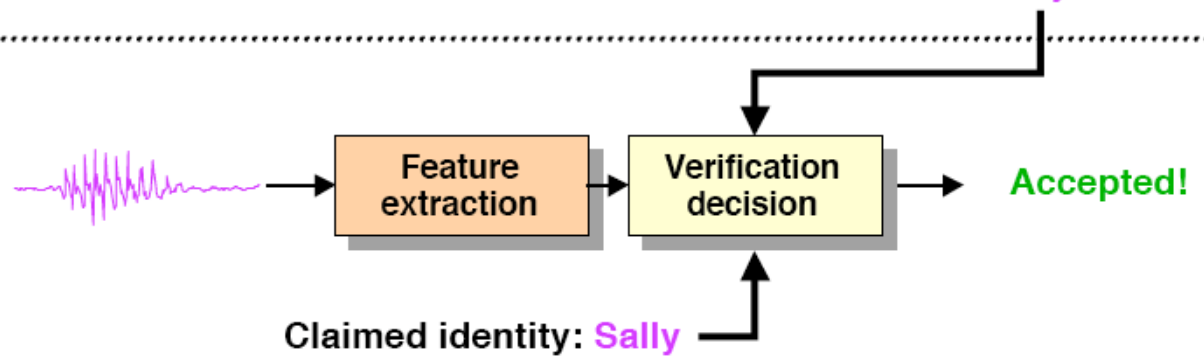 Feature
extraction
Verification
decision
Accepted!
Claimed identity: Sally